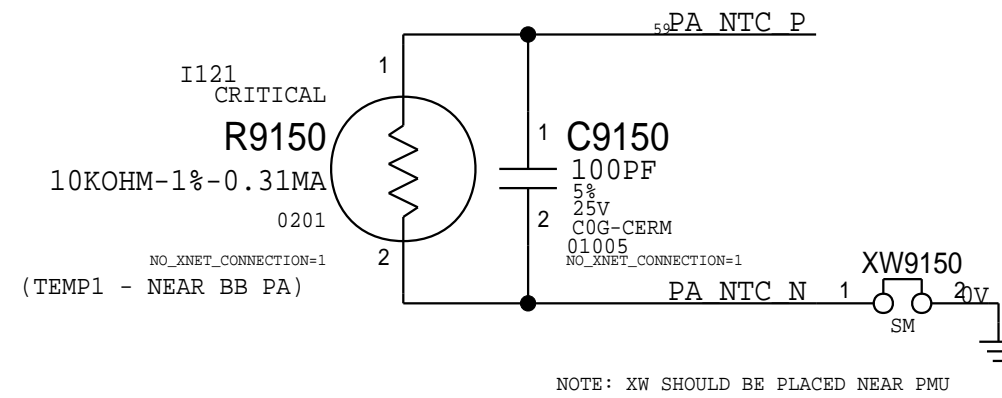 59 PA_NTC_P
1
I121
CRITICAL
R9150
10KOHM-1%-0.31MA
0201
2
NO_XNET_CONNECTION=1
(TEMP1 - NEAR BB PA)
1
C9150
100PF
5%
25V
2
C0G-CERM
01005
NO_XNET_CONNECTION=1
XW9150
PA_NTC_N
1
2
0V
SM
NOTE: XW SHOULD BE PLACED NEAR PMU